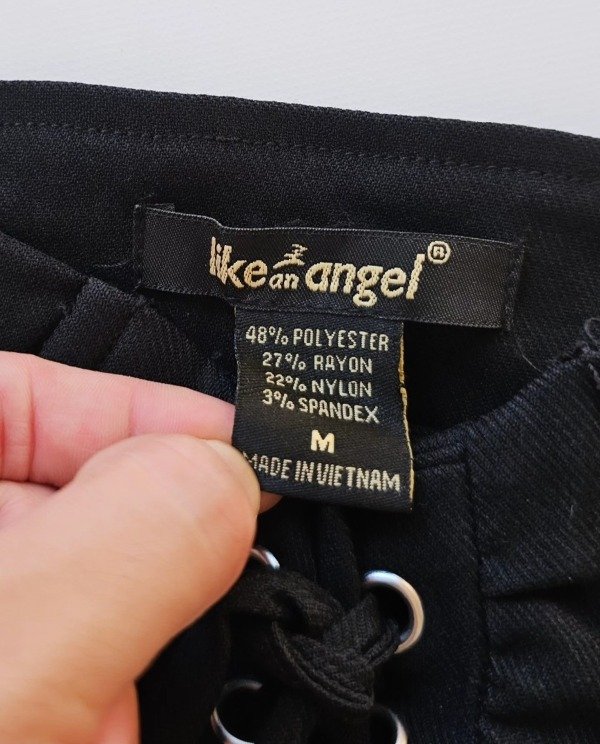 like an angel®
48% POLYESTER
27% RAYON
22% NYLON
3% SPANDEX
M
MADE IN VIETNAM